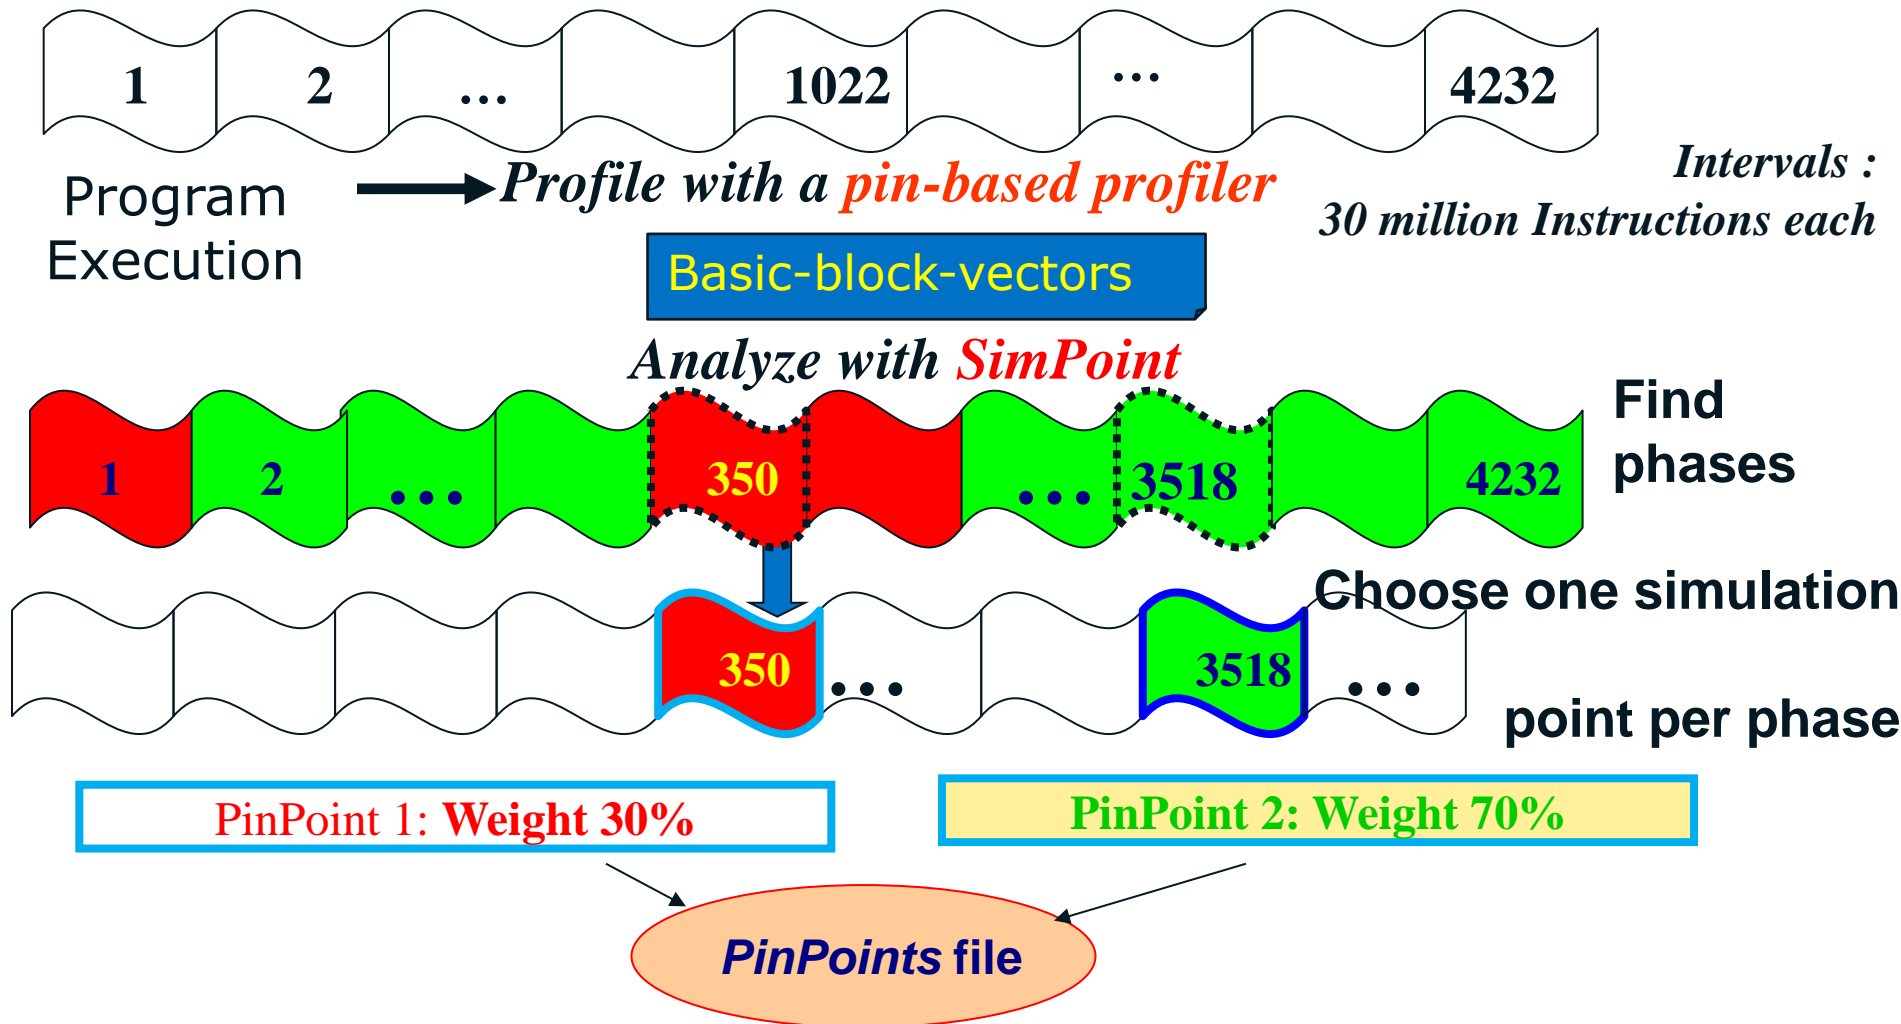 1 2 ... 1022 ... 4232
Program
Execution
Profile with a pin-based profiler
Intervals :
30 million Instructions each
Basic-block-vectors
Analyze with SimPoint
1 2 ... 350 ... 3518 4232
Find
phases
Choose one simulation
350 ... 3518 ...
point per phase
PinPoint 1: Weight 30%
PinPoint 2: Weight 70%
PinPoints file